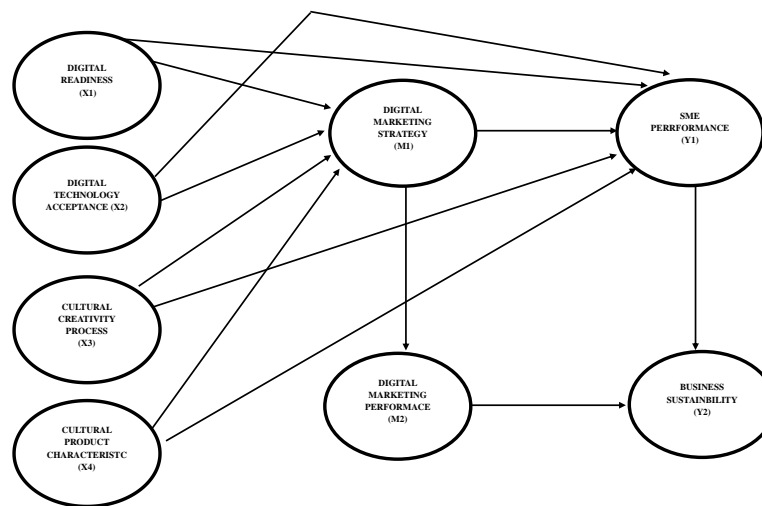 DIGITAL
READINESS
(X1)
DIGITAL
TECHNOLOGY
ACCEPTANCE (X2)
CULTURAL
CREATIVITY
PROCESS
(X3)
CULTURAL
PRODUCT
CHARACTERISTC
(X4)
DIGITAL
MARKETING
STRATEGY
(M1)
DIGITAL
MARKETING
PERFORMACE
(M2)
SME
PERRFORMANCE
(Y1)
BUSINESS
SUSTAINBILITY
(Y2)